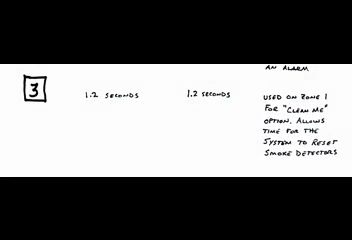 AN ALARM
3
1.2 SECONDS
1.2 SECONDS
USED ON ZONE 1
FOR "CLEAN ME"
OPTION. ALLOWS
TIME FOR THE
SYSTEM TO RESET
SMOKE DETECTORS